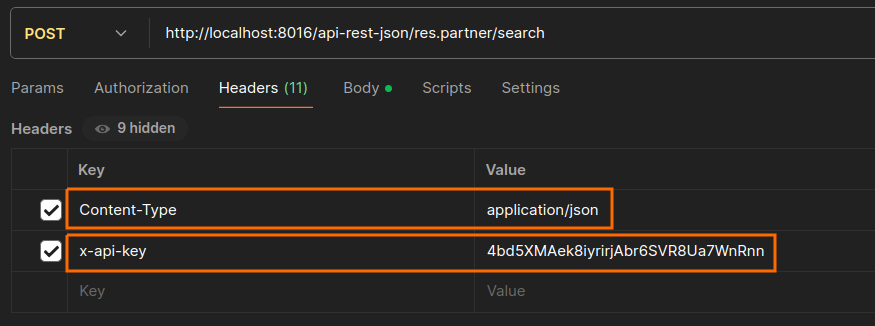 POST http://localhost:8016/api-rest-json/res.partner/search
Params Authorization Headers (11) Body Scripts Settings
Headers 9 hidden
Key Value
Content-Type application/json
x-api-key 4bd5XMAek8iyrirjAbr6SVR8Ua7WnRnn
Key Value